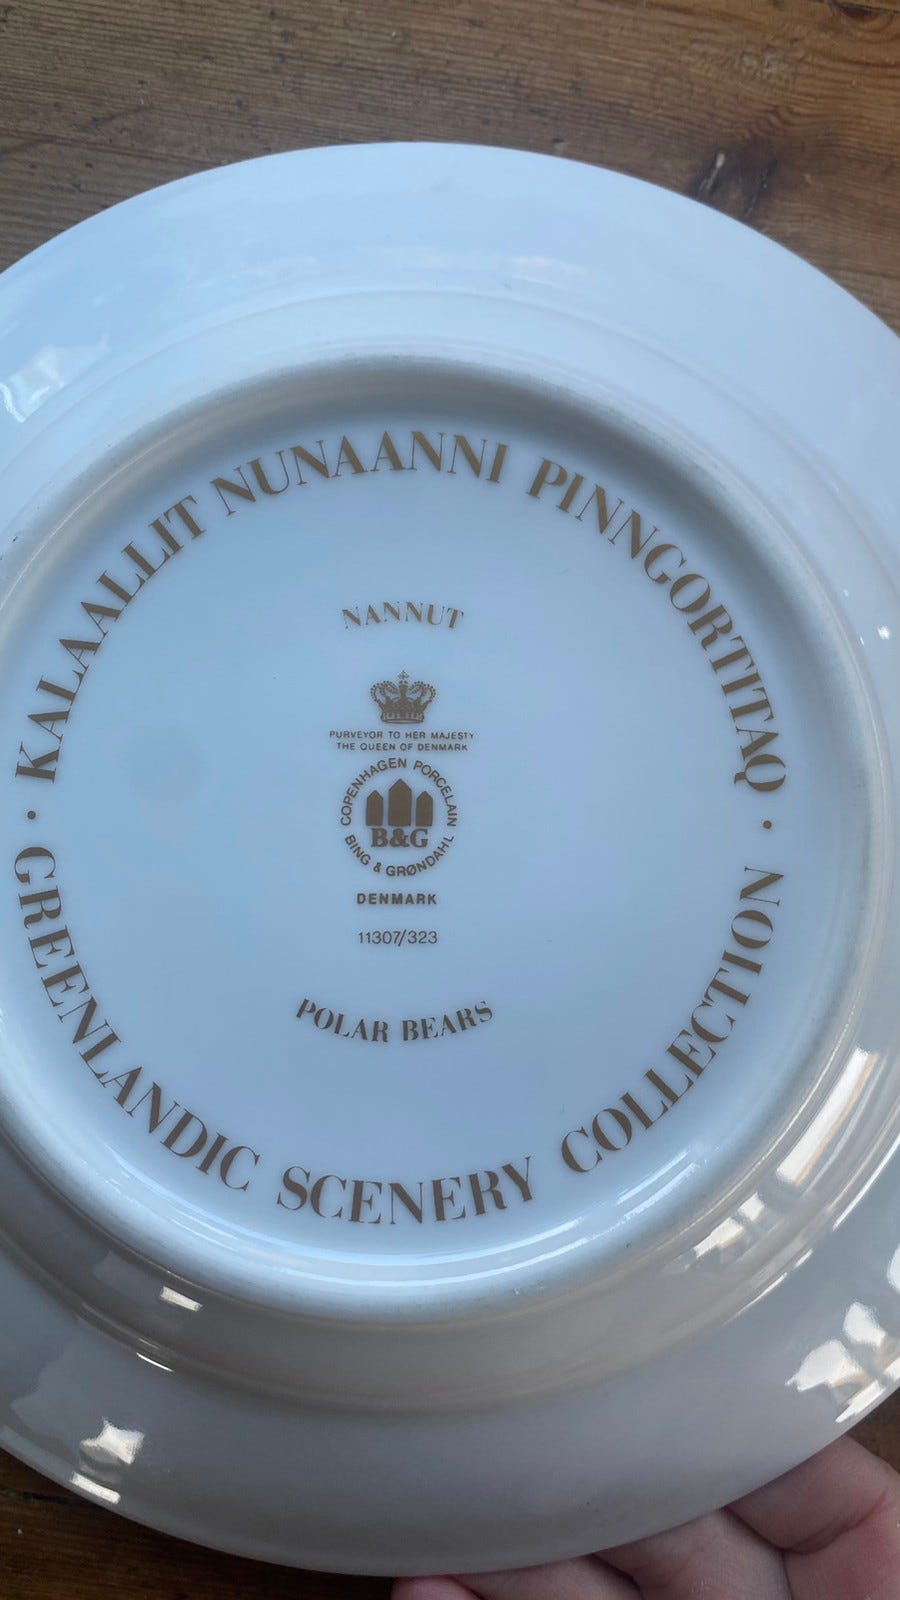 · KALAALLIT NUNAANNI PINNGORTITAQ ·
NANNUT
PURVEYOR TO HER MAJESTY
THE QUEEN OF DENMARK
COPENHAGEN PORCELAIN
B&G
BING & GRØNDAHL
DENMARK
11307/323
POLAR BEARS
GREENLANDIC SCENERY COLLECTION